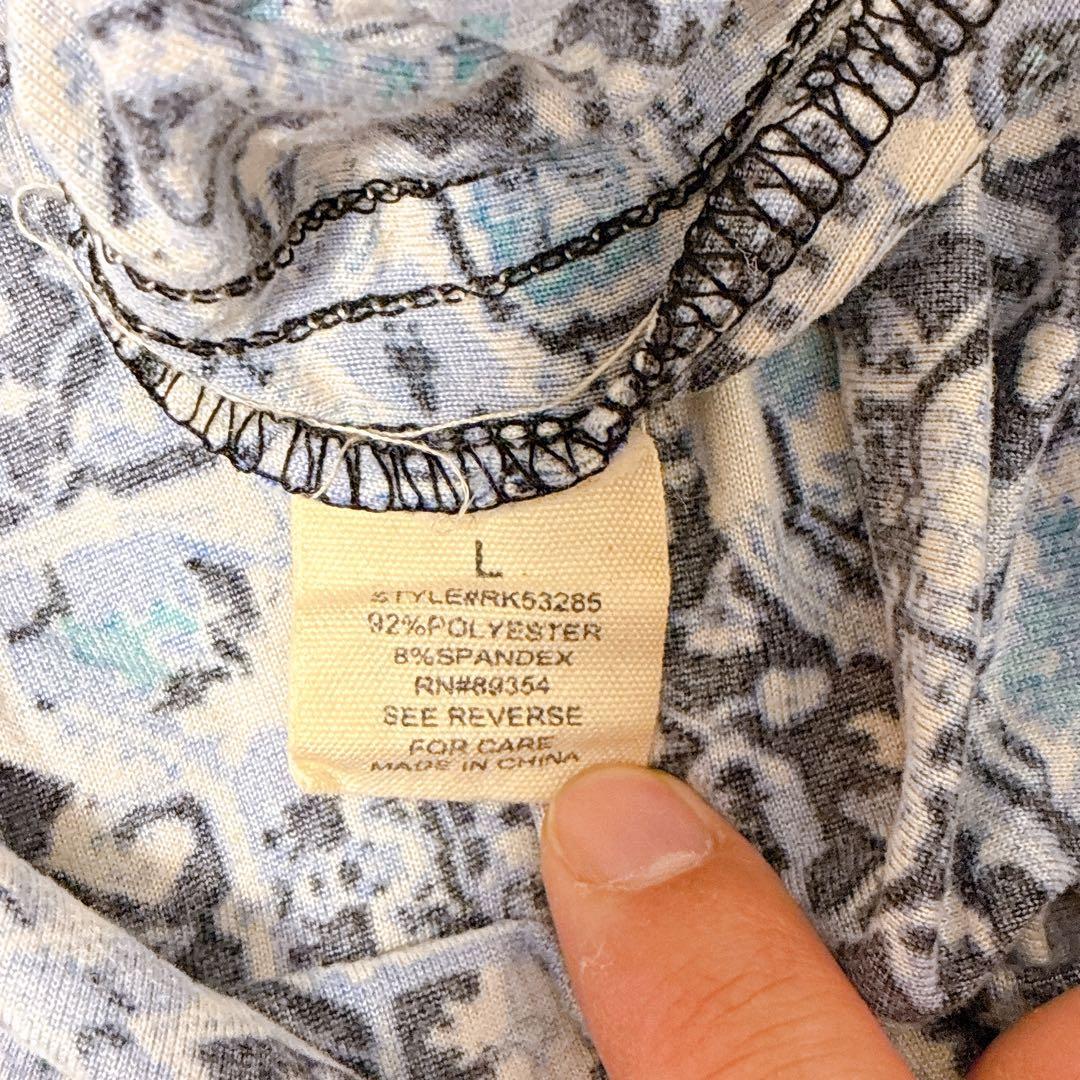 L
STYLE#RK53285
92%POLYESTER
8%SPANDEX
RN#89354
SEE REVERSE
FOR CARE
MADE IN CHINA